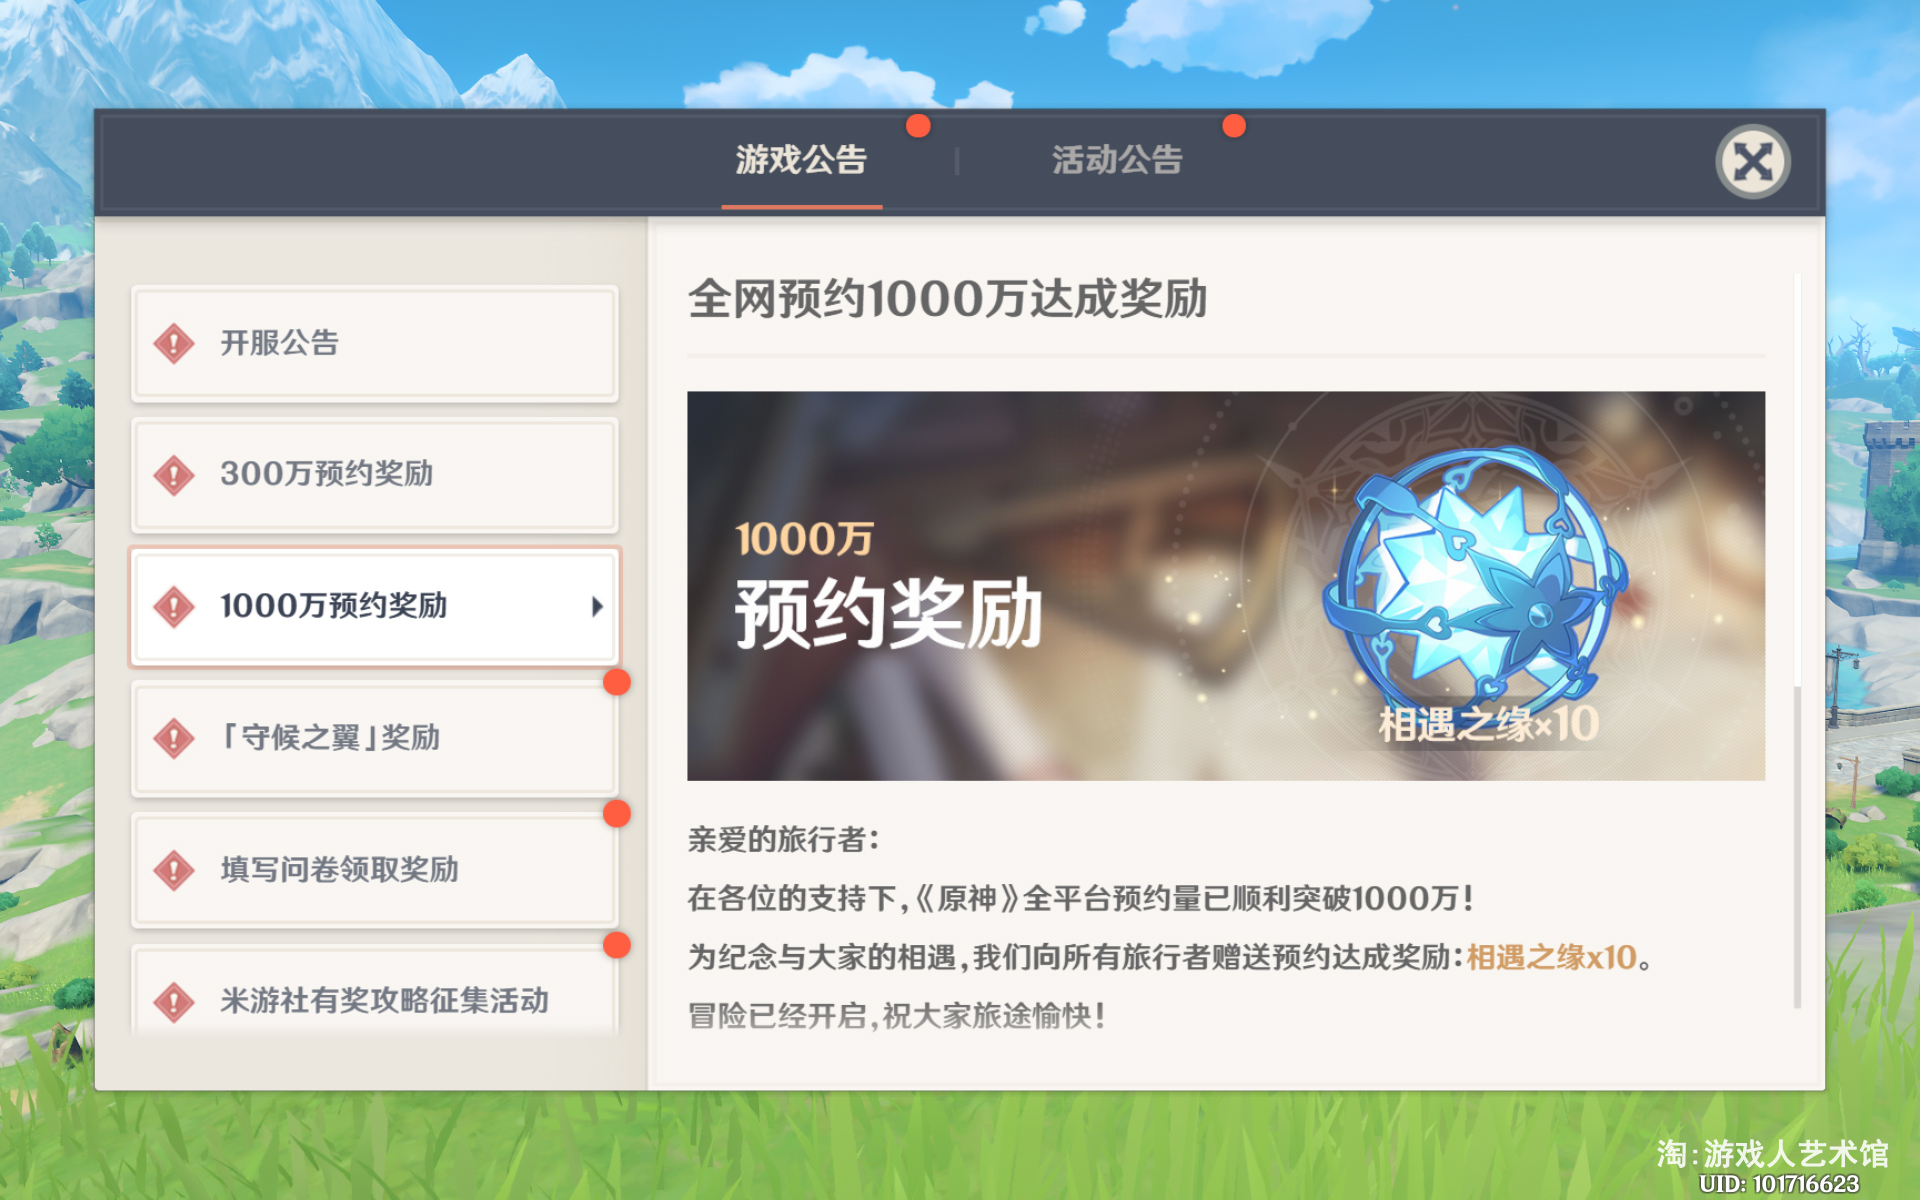 游戏公告
活动公告
开服公告
300万预约奖励
1000万预约奖励
「守候之翼」奖励
填写问卷领取奖励
米游社有奖攻略征集活动
全网预约1000万达成奖励
1000万
预约奖励
相遇之缘×10
亲爱的旅行者：
在各位的支持下，《原神》全平台预约量已顺利突破1000万！
为纪念与大家的相遇，我们向所有旅行者赠送预约达成奖励：相遇之缘x10。
冒险已经开启，祝大家旅途愉快！
淘：游戏人艺术馆
UID: 101716623